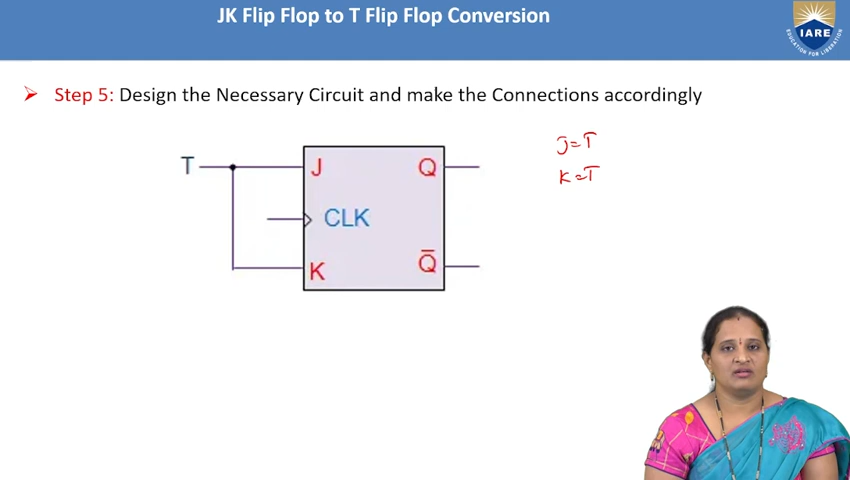 JK Flip Flop to T Flip Flop Conversion
IARE
EDUCATION FOR LIBERATION
Step 5: Design the Necessary Circuit and make the Connections accordingly
J=T
K=T
T
J
Q
CLK
K
Q̅